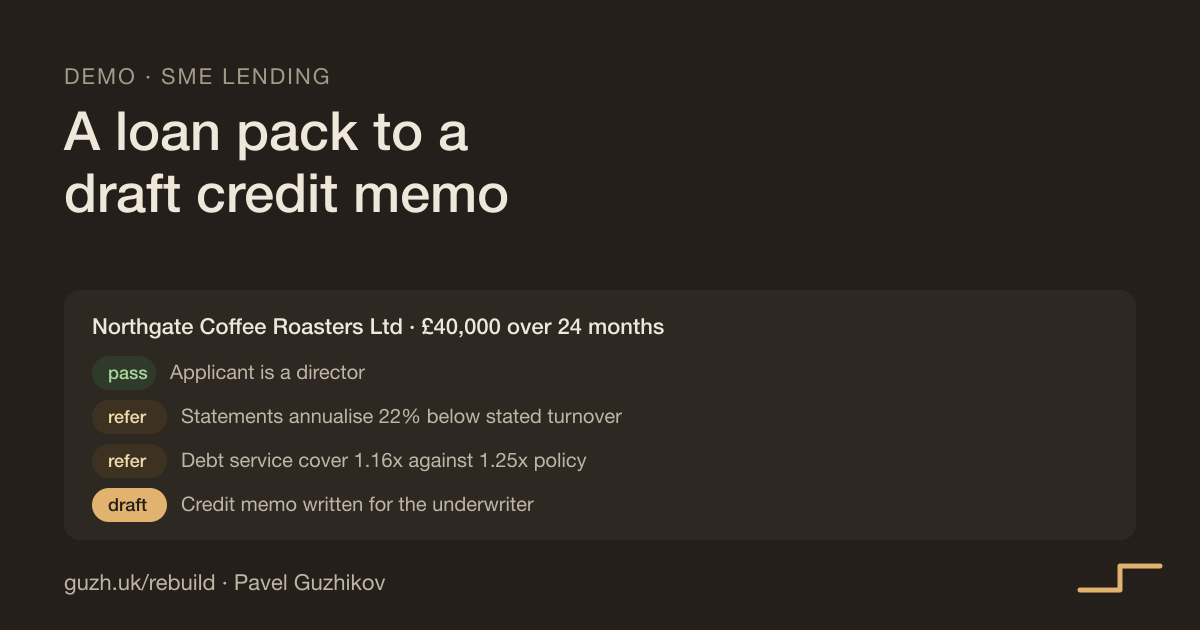 DEMO · SME LENDING
A loan pack to a
draft credit memo
Northgate Coffee Roasters Ltd · £40,000 over 24 months
pass Applicant is a director
refer Statements annualise 22% below stated turnover
refer Debt service cover 1.16x against 1.25x policy
draft Credit memo written for the underwriter
guzh.uk/rebuild · Pavel Guzhikov